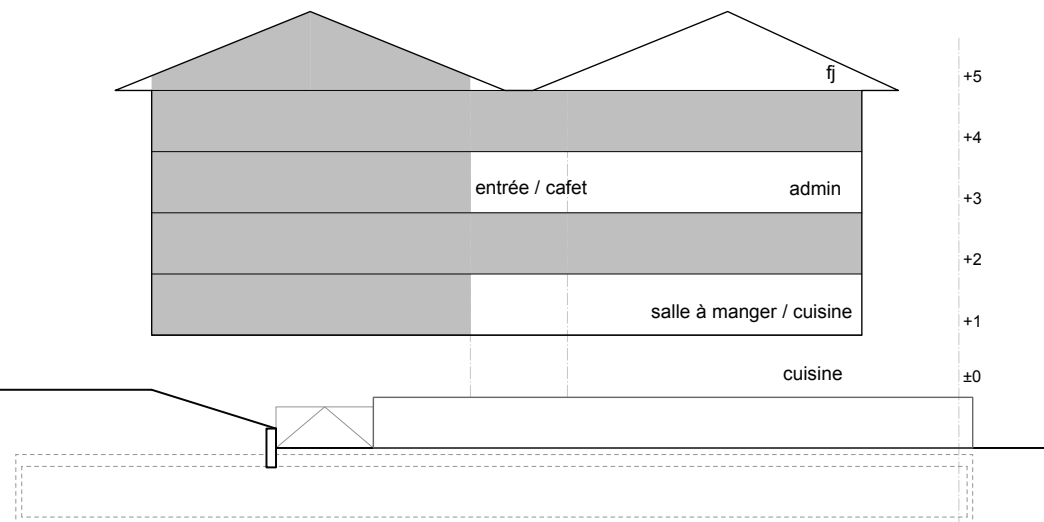 fj
+5
+4
entrée / cafet
admin
+3
+2
salle à manger / cuisine
+1
cuisine
±0